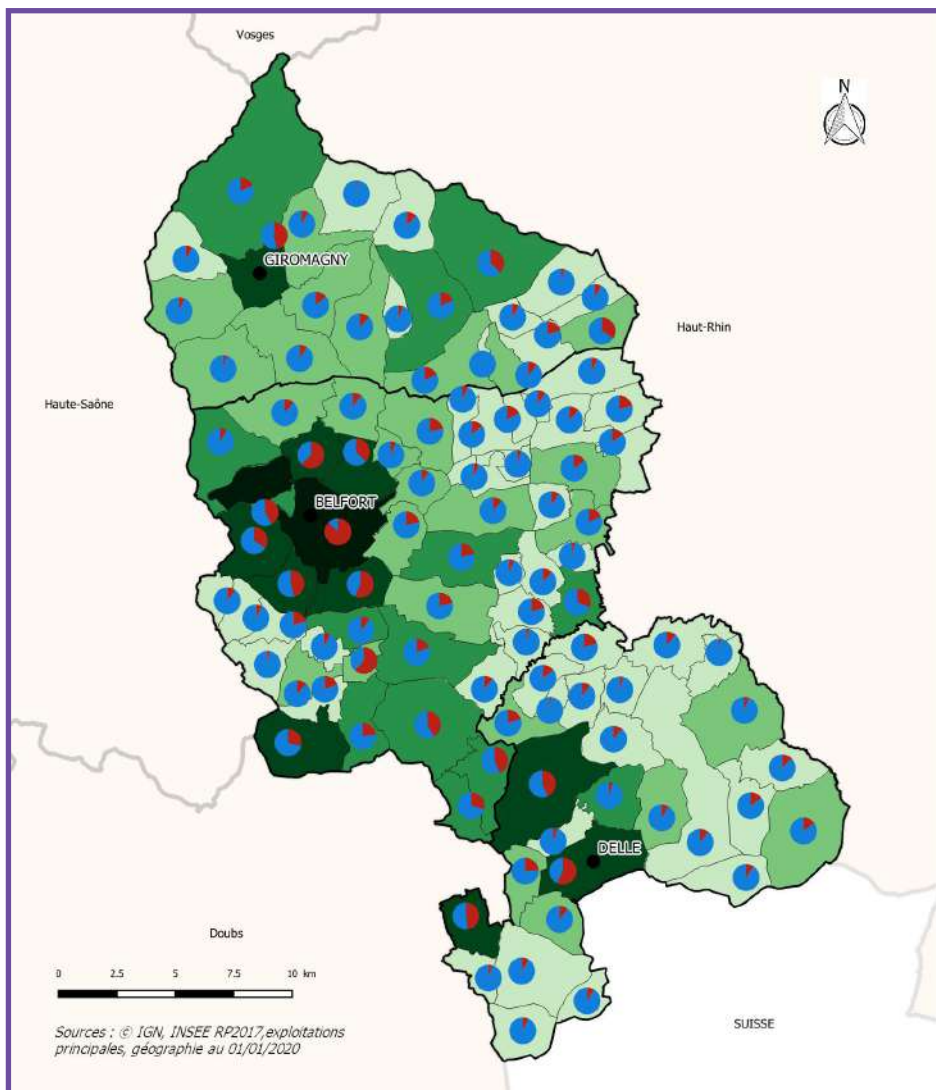 Vosges
N
GIROMAGNY
Haut-Rhin
Haute-Saône
BELFORT
DELLE
Doubs
0 2.5 5 7.5 10 km
SUISSE
Sources : © IGN, INSEE RP2017,exploitations
principales, géographie au 01/01/2020